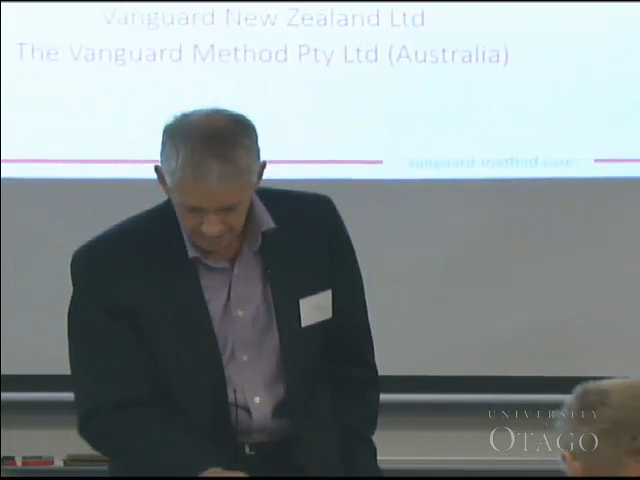 Vanguard New Zealand Ltd
The Vanguard Method Pty Ltd (Australia)
vanguard-method.com
UNIVERSITY
OTAGO